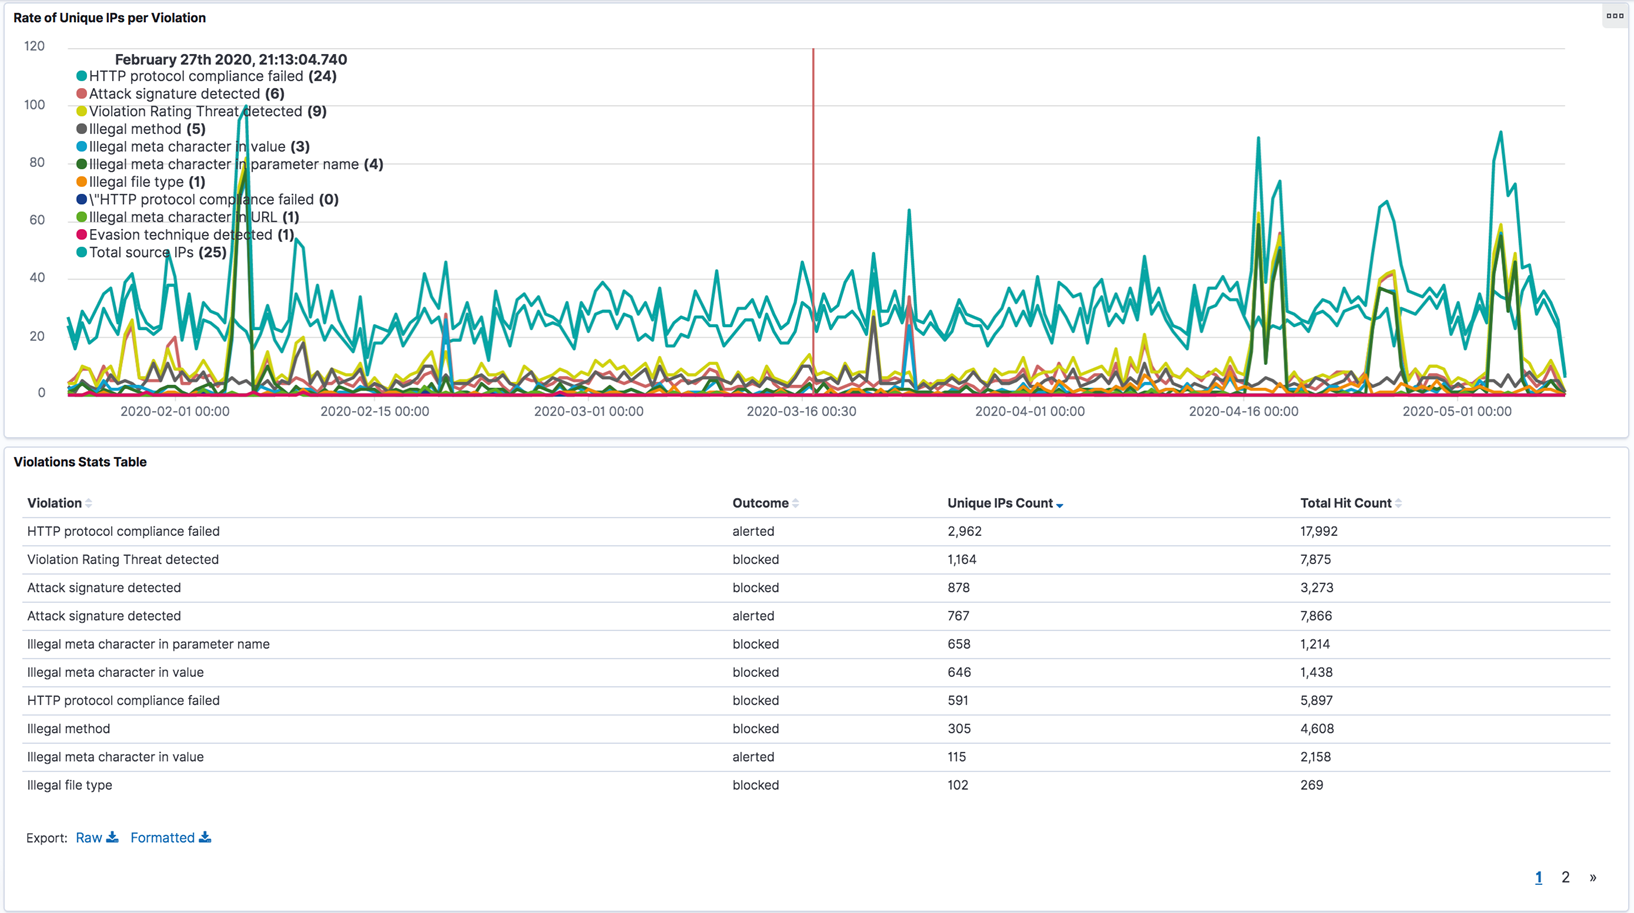 Rate of Unique IPs per Violation
120
100
80
60
40
20
0
February 27th 2020, 21:13:04.740
HTTP protocol compliance failed (24)
Attack signature detected (6)
Violation Rating Threat detected (9)
Illegal method (5)
Illegal meta character in value (3)
Illegal meta character in parameter name (4)
Illegal file type (1)
\"HTTP protocol compliance failed (0)
Illegal meta character in URL (1)
Evasion technique detected (1)
Total source IPs (25)
2020-02-01 00:00 2020-02-15 00:00 2020-03-01 00:00 2020-03-16 00:30 2020-04-01 00:00 2020-04-16 00:00 2020-05-01 00:00
Violations Stats Table
Violation Outcome Unique IPs Count Total Hit Count
HTTP protocol compliance failed alerted 2,962 17,992
Violation Rating Threat detected blocked 1,164 7,875
Attack signature detected blocked 878 3,273
Attack signature detected alerted 767 7,866
Illegal meta character in parameter name blocked 658 1,214
Illegal meta character in value blocked 646 1,438
HTTP protocol compliance failed blocked 591 5,897
Illegal method blocked 305 4,608
Illegal meta character in value alerted 115 2,158
Illegal file type blocked 102 269
Export: Raw Formatted
1 2 »